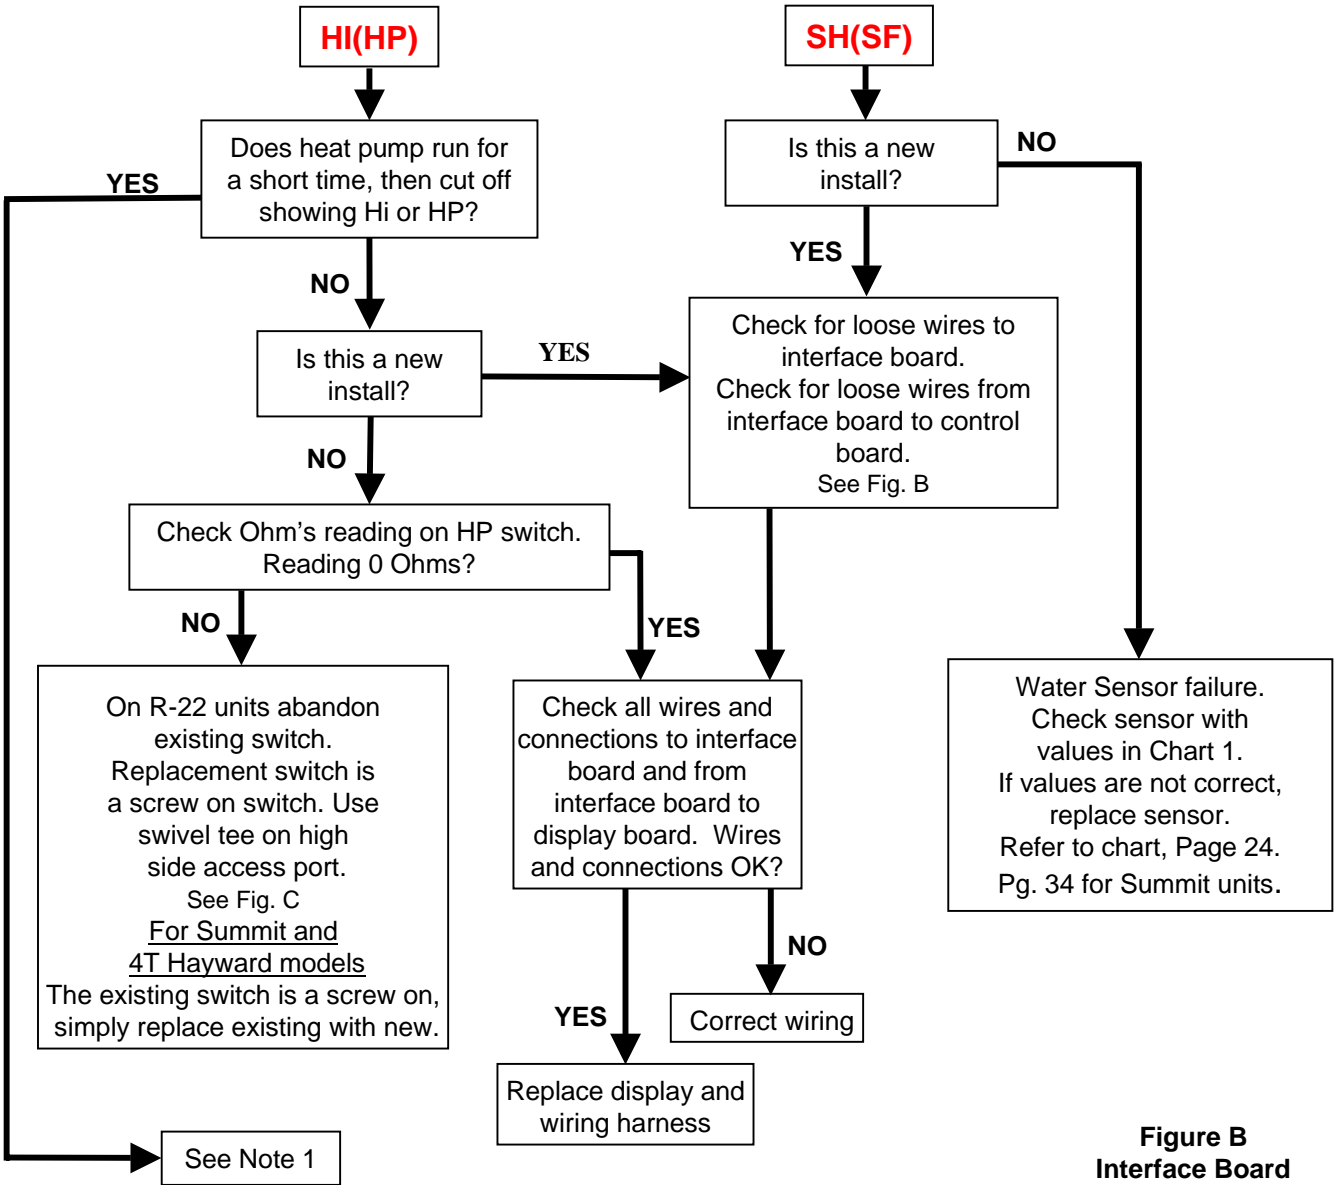 HI(HP)
SH(SF)
Does heat pump run for
a short time, then cut off
showing Hi or HP?
YES
NO
Is this a new
install?
NO
YES
Is this a new
install?
YES
NO
Check for loose wires to
interface board.
Check for loose wires from
interface board to control
board.
See Fig. B
Check Ohm's reading on HP switch.
Reading 0 Ohms?
NO
YES
On R-22 units abandon
existing switch.
Replacement switch is
a screw on switch. Use
swivel tee on high
side access port.
See Fig. C
For Summit and
4T Hayward models
The existing switch is a screw on,
simply replace existing with new.
Check all wires and
connections to interface
board and from
interface board to
display board.  Wires
and connections OK?
Water Sensor failure.
Check sensor with
values in Chart 1.
If values are not correct,
replace sensor.
Refer to chart, Page 24.
Pg. 34 for Summit units.
YES
NO
Correct wiring
Replace display and
wiring harness
See Note 1
Figure B
Interface Board